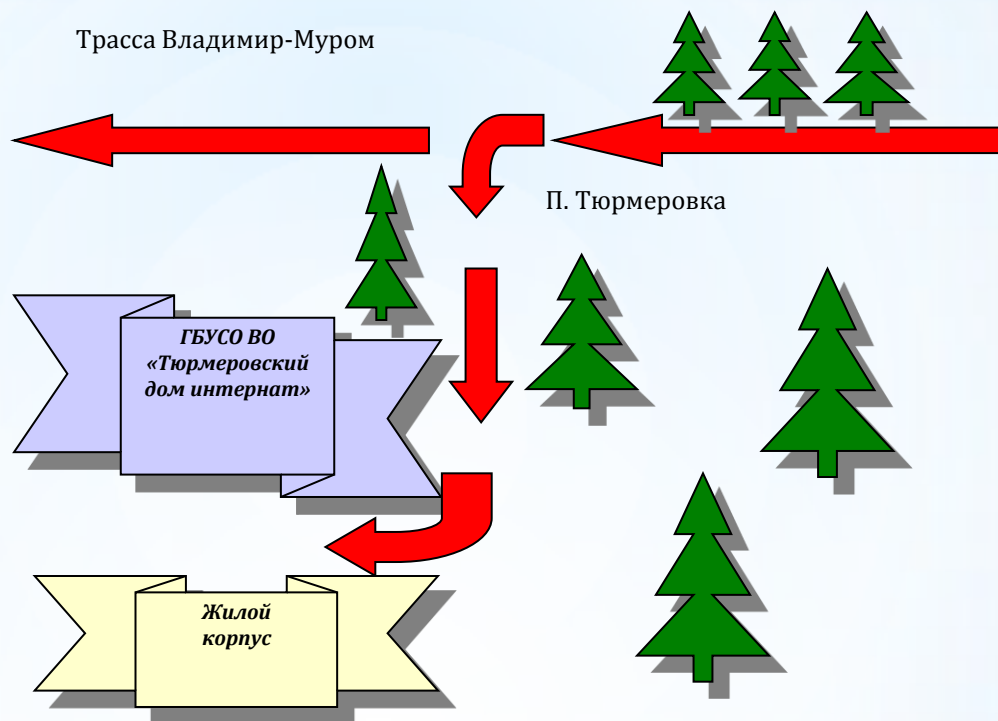 Трасса Владимир-Муром
П. Тюрмеровка
ГБУСО ВО
«Тюрмеровский
дом интернат»
Жилой
корпус